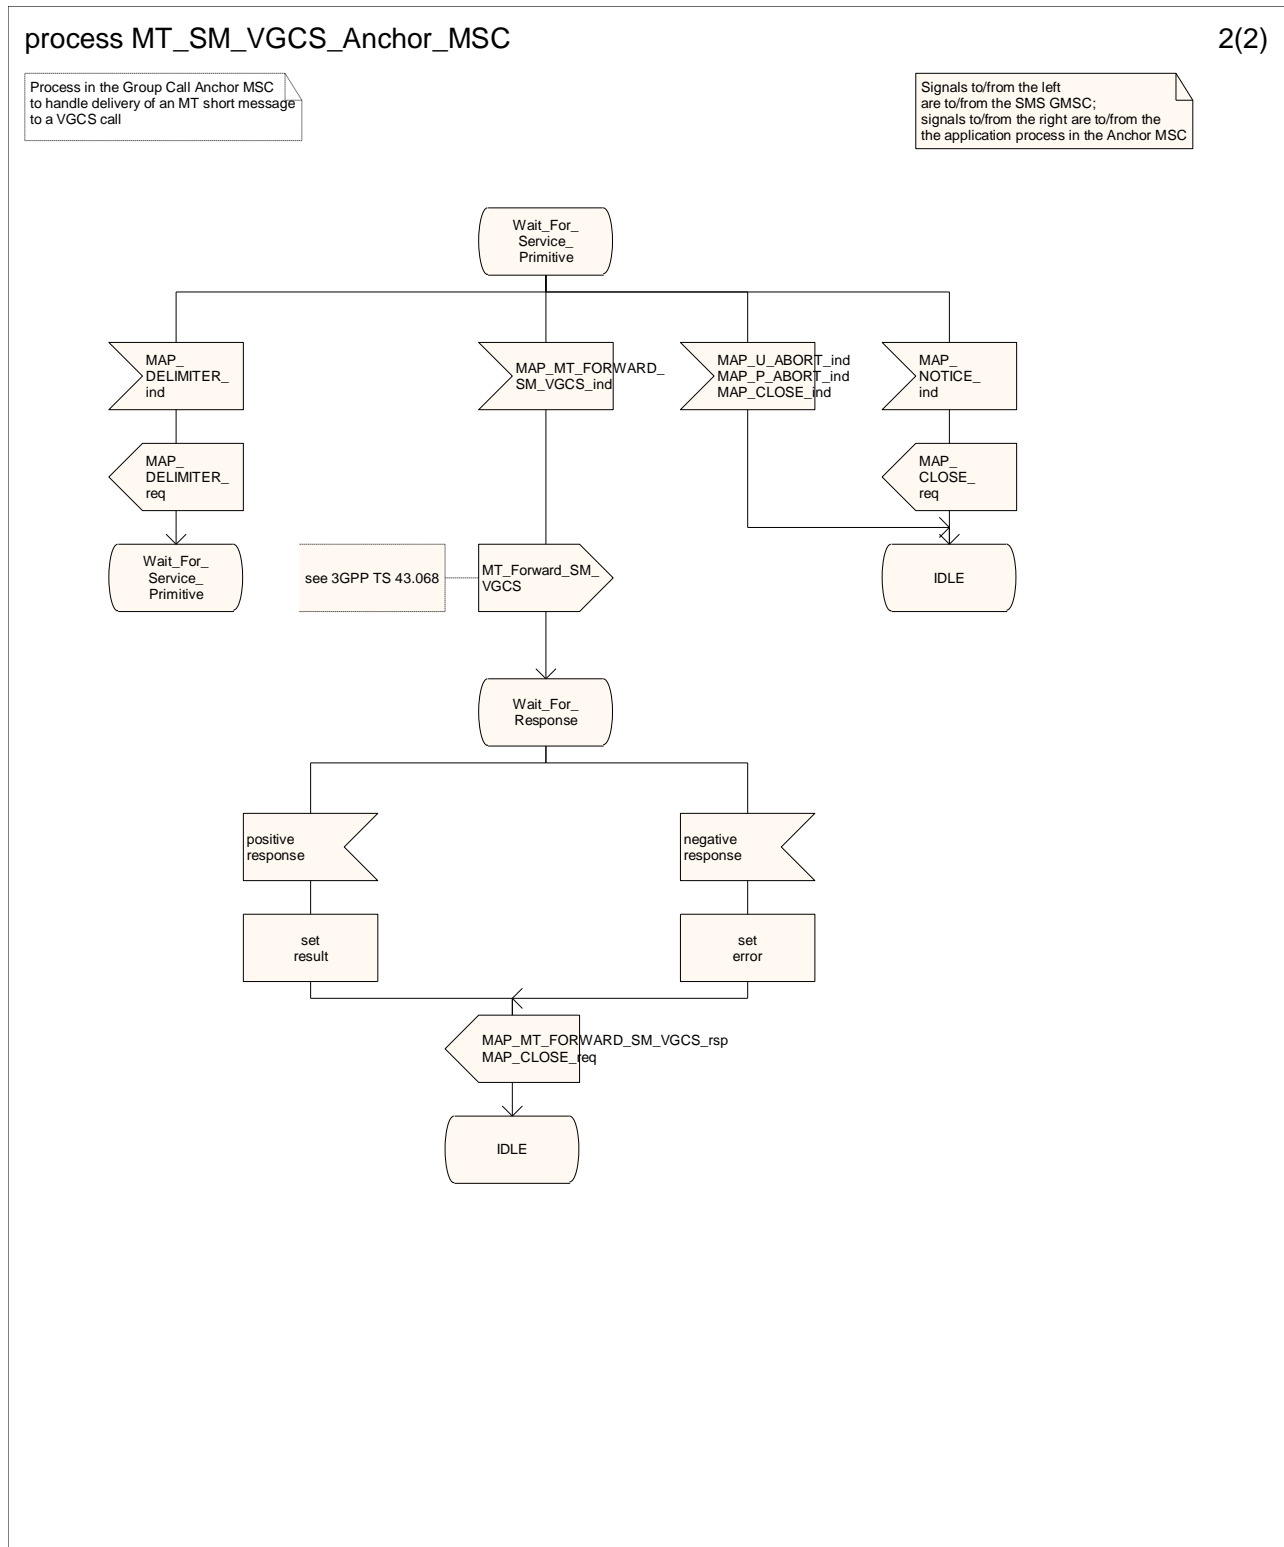 process MT_SM_VGCS_Anchor_MSC
2(2)
Process in the Group Call Anchor MSC
to handle delivery of an MT short message
to a VGCS call
Signals to/from the left
are to/from the SMS GMSC;
signals to/from the right are to/from the
the application process in the Anchor MSC
Wait_For_
Service_
Primitive
MAP_
DELIMITER_
ind
MAP_MT_FORWARD_
SM_VGCS_ind
MAP_U_ABORT_ind
MAP_P_ABORT_ind
MAP_CLOSE_ind
MAP_
NOTICE_
ind
MAP_
DELIMITER_
req
MAP_
CLOSE_
req
Wait_For_
Service_
Primitive
see 3GPP TS 43.068
MT_Forward_SM_
VGCS
IDLE
Wait_For_
Response
positive
response
negative
response
set
result
set
error
MAP_MT_FORWARD_SM_VGCS_rsp
MAP_CLOSE_req
IDLE